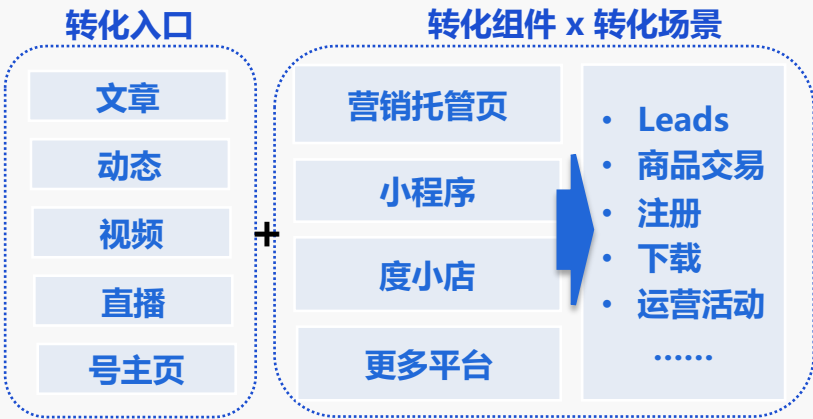 转化入口
文章
动态
视频
直播
号主页
+
转化组件 x 转化场景
营销托管页
小程序
度小店
更多平台
• Leads
• 商品交易
• 注册
• 下载
• 运营活动
……